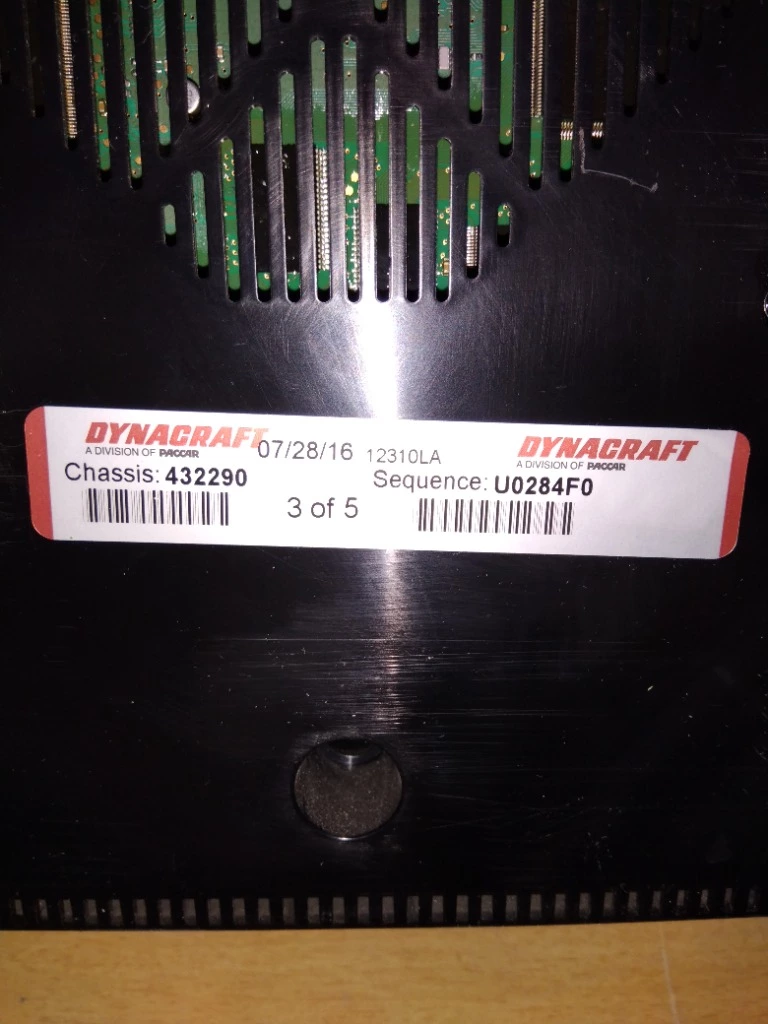 DYNACRAFT
A DIVISION OF PACCAR
07/28/16 12310LA
DYNACRAFT
A DIVISION OF PACCAR
Chassis: 432290
Sequence: U0284F0
3 of 5